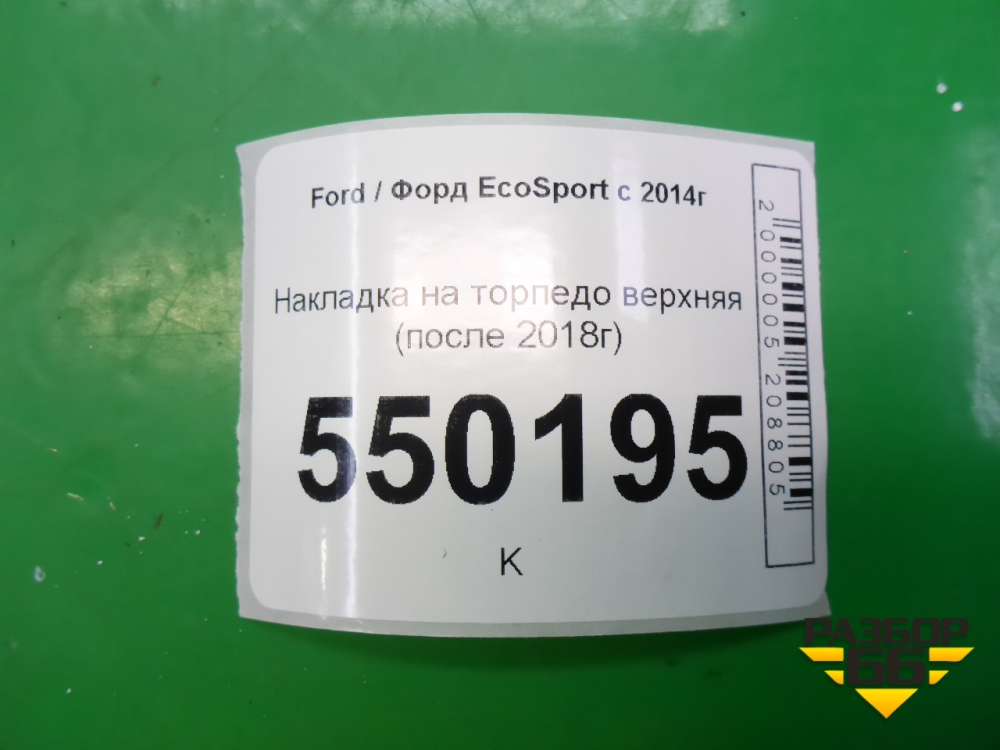 Ford / Форд EcoSport с 2014г
Накладка на торпедо верхняя
(после 2018г)
550195
К
2000005208805
РАЗБОР
66